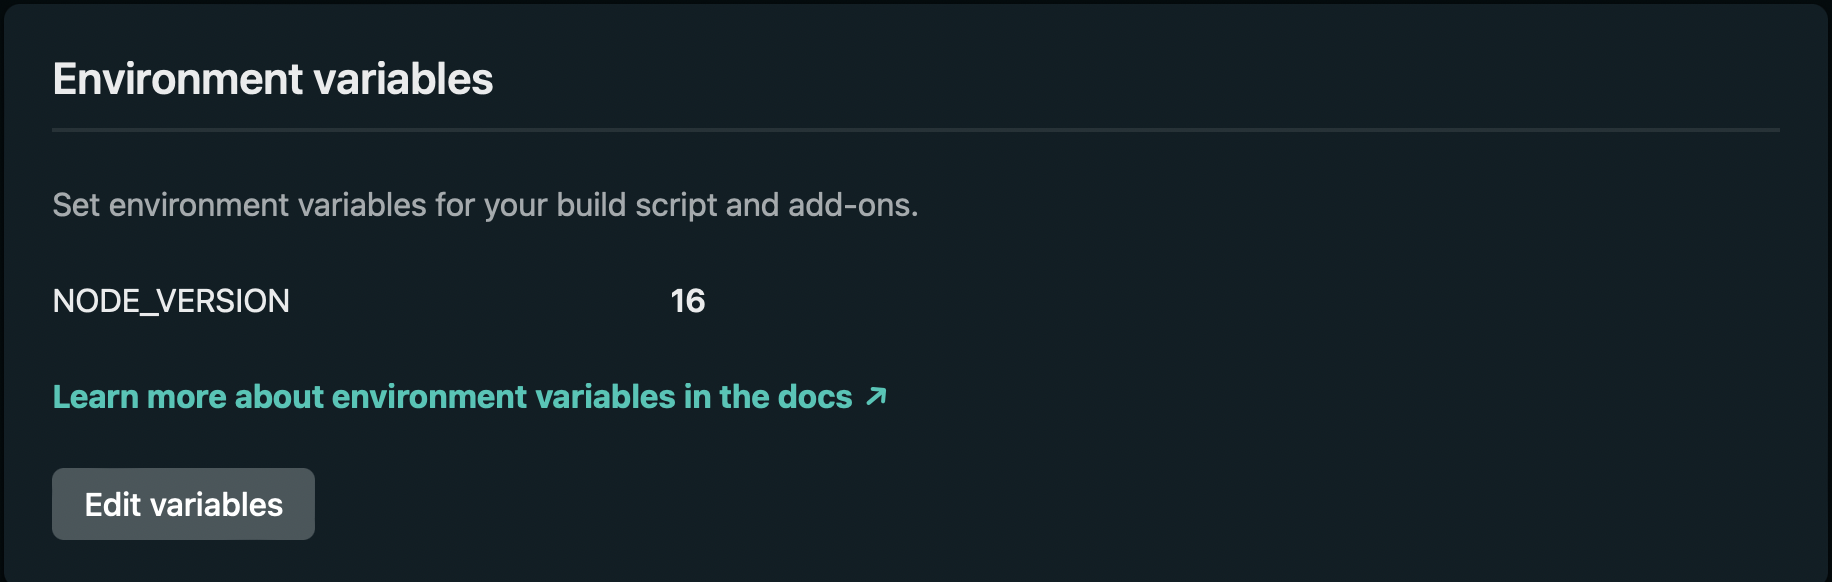 Environment variables
Set environment variables for your build script and add-ons.
NODE_VERSION 16
Learn more about environment variables in the docs ↗
Edit variables